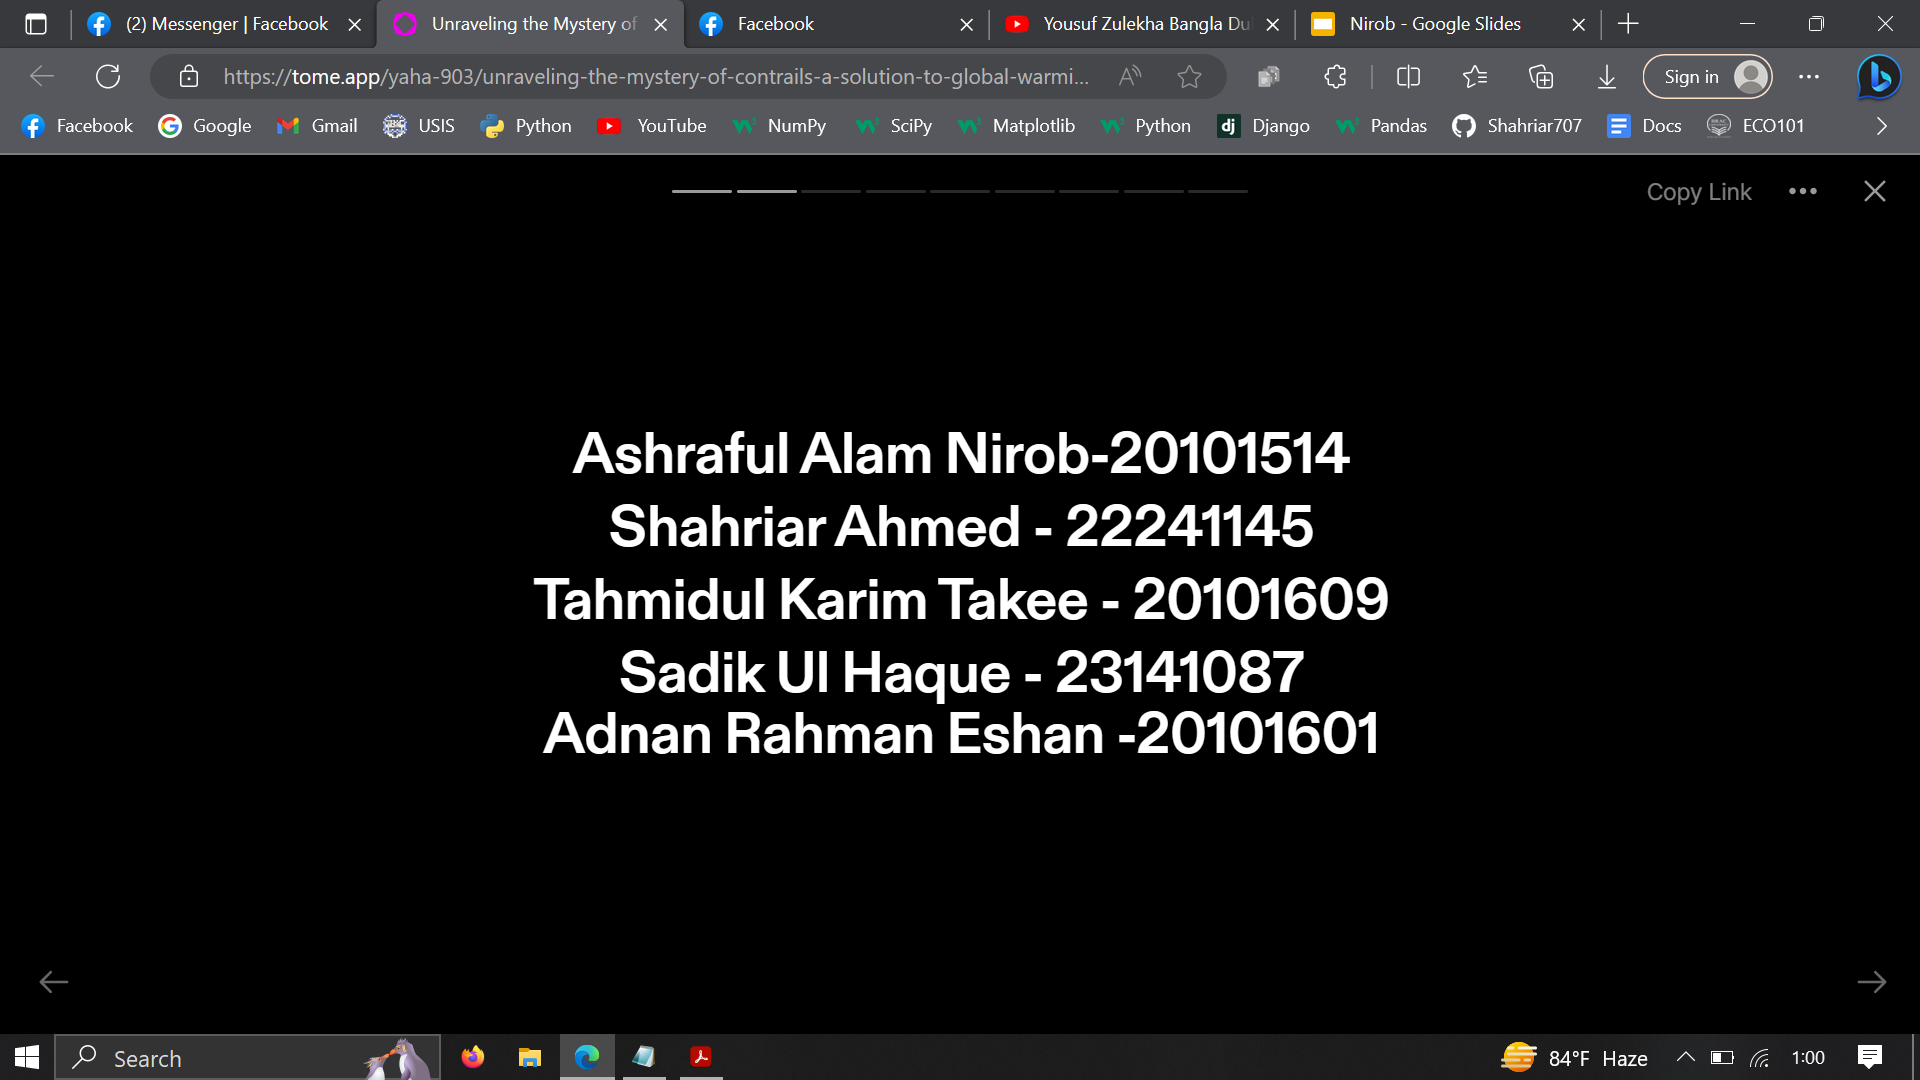 (2) Messenger | Facebook
Unraveling the Mystery of
Facebook
Yousuf Zulekha Bangla Du
Nirob - Google Slides
https://tome.app/yaha-903/unraveling-the-mystery-of-contrails-a-solution-to-global-warmi...
Sign in
Facebook
Google
Gmail
USIS
Python
YouTube
NumPy
SciPy
Matplotlib
Python
dj Django
Pandas
Shahriar707
Docs
ECO101
Copy Link
Ashraful Alam Nirob-20101514
Shahriar Ahmed - 22241145
Tahmidul Karim Takee - 20101609
Sadik Ul Haque - 23141087
Adnan Rahman Eshan -20101601
Search
84°F Haze
1:00